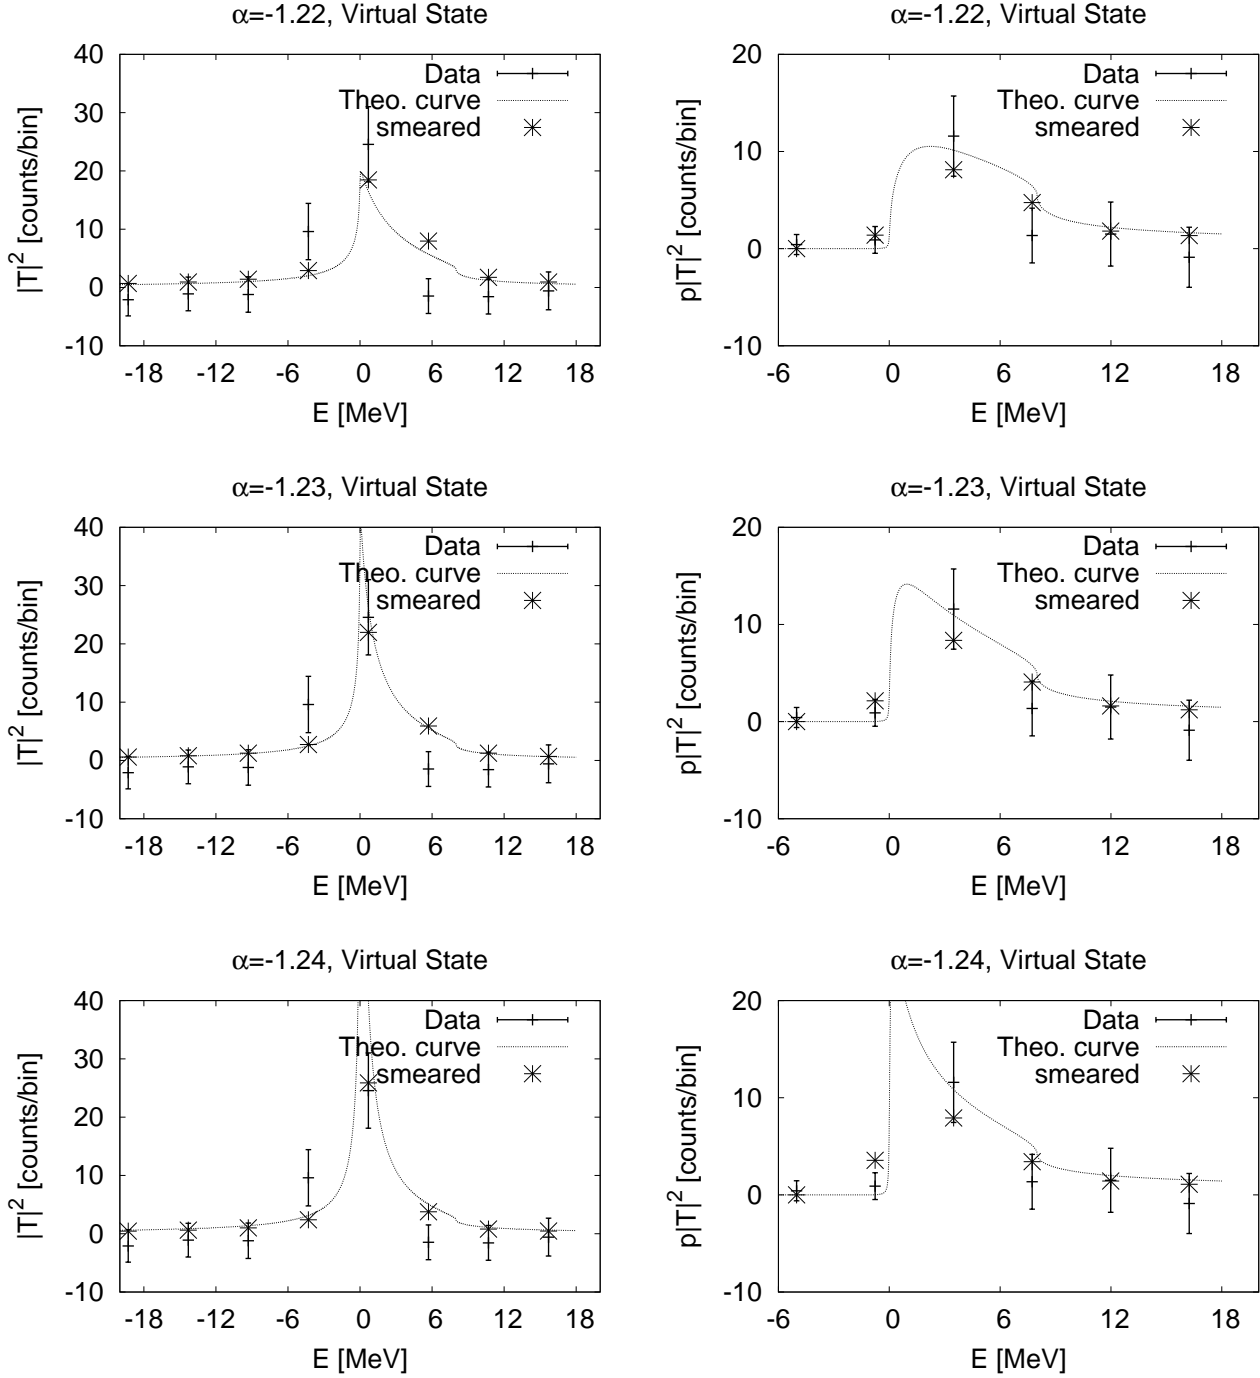 α=-1.22, Virtual State
|T|² [counts/bin]
40
30
20
10
0
-10
Data
Theo. curve
smeared
-18 -12 -6 0 6 12 18
E [MeV]
α=-1.22, Virtual State
p|T|² [counts/bin]
20
10
0
-10
Data
Theo. curve
smeared
-6 0 6 12 18
E [MeV]
α=-1.23, Virtual State
|T|² [counts/bin]
40
30
20
10
0
-10
Data
Theo. curve
smeared
-18 -12 -6 0 6 12 18
E [MeV]
α=-1.23, Virtual State
p|T|² [counts/bin]
20
10
0
-10
Data
Theo. curve
smeared
-6 0 6 12 18
E [MeV]
α=-1.24, Virtual State
|T|² [counts/bin]
40
30
20
10
0
-10
Data
Theo. curve
smeared
-18 -12 -6 0 6 12 18
E [MeV]
α=-1.24, Virtual State
p|T|² [counts/bin]
20
10
0
-10
Data
Theo. curve
smeared
-6 0 6 12 18
E [MeV]